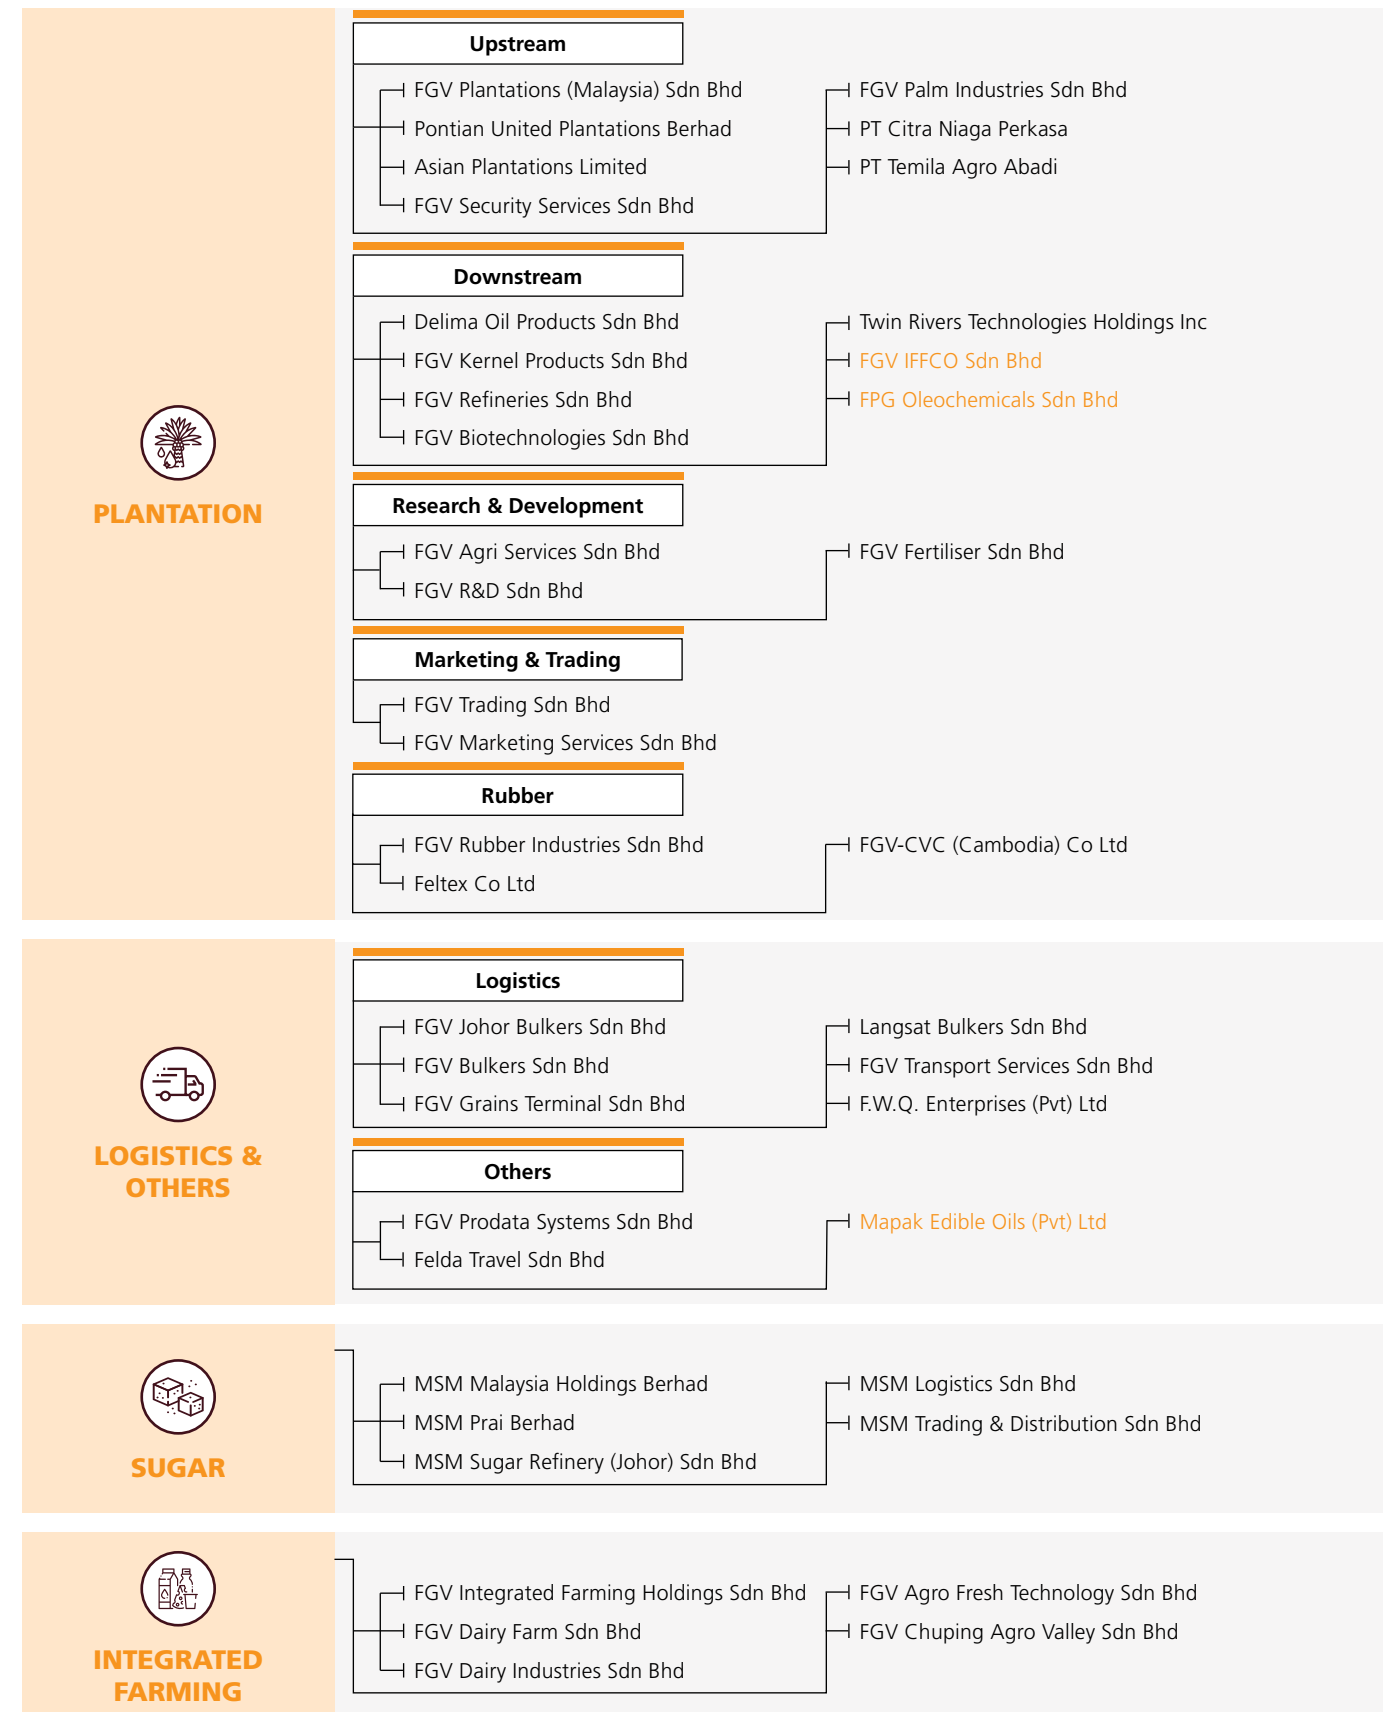 PLANTATION
Upstream
FGV Plantations (Malaysia) Sdn Bhd
Pontian United Plantations Berhad
Asian Plantations Limited
FGV Security Services Sdn Bhd
FGV Palm Industries Sdn Bhd
PT Citra Niaga Perkasa
PT Temila Agro Abadi
Downstream
Delima Oil Products Sdn Bhd
FGV Kernel Products Sdn Bhd
FGV Refineries Sdn Bhd
FGV Biotechnologies Sdn Bhd
Twin Rivers Technologies Holdings Inc
FGV IFFCO Sdn Bhd
FPG Oleochemicals Sdn Bhd
Research & Development
FGV Agri Services Sdn Bhd
FGV R&D Sdn Bhd
FGV Fertiliser Sdn Bhd
Marketing & Trading
FGV Trading Sdn Bhd
FGV Marketing Services Sdn Bhd
Rubber
FGV Rubber Industries Sdn Bhd
Feltex Co Ltd
FGV-CVC (Cambodia) Co Ltd
LOGISTICS &
OTHERS
Logistics
FGV Johor Bulkers Sdn Bhd
FGV Bulkers Sdn Bhd
FGV Grains Terminal Sdn Bhd
Langsat Bulkers Sdn Bhd
FGV Transport Services Sdn Bhd
F.W.Q. Enterprises (Pvt) Ltd
Others
FGV Prodata Systems Sdn Bhd
Felda Travel Sdn Bhd
Mapak Edible Oils (Pvt) Ltd
SUGAR
MSM Malaysia Holdings Berhad
MSM Prai Berhad
MSM Sugar Refinery (Johor) Sdn Bhd
MSM Logistics Sdn Bhd
MSM Trading & Distribution Sdn Bhd
INTEGRATED
FARMING
FGV Integrated Farming Holdings Sdn Bhd
FGV Dairy Farm Sdn Bhd
FGV Dairy Industries Sdn Bhd
FGV Agro Fresh Technology Sdn Bhd
FGV Chuping Agro Valley Sdn Bhd